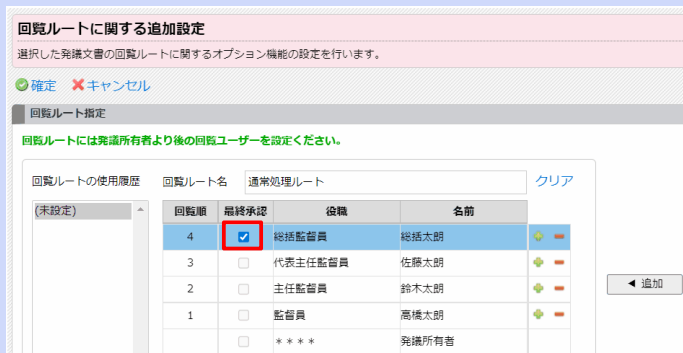 回覧ルートに関する追加設定
選択した発議文書の回覧ルートに関するオプション機能の設定を行います。
確定 キャンセル
回覧ルート指定
回覧ルートには発議所有者より後の回覧ユーザーを設定ください。
回覧ルートの使用履歴 回覧ルート名 通常処理ルート クリア
(未設定) 回覧順 最終承認 役職 名前
4 総括監督員 総括太朗
3 代表主任監督員 佐藤太朗
2 主任監督員 鈴木太朗
◀ 追加
1 監督員 高橋太朗
＊＊＊＊ 発議所有者